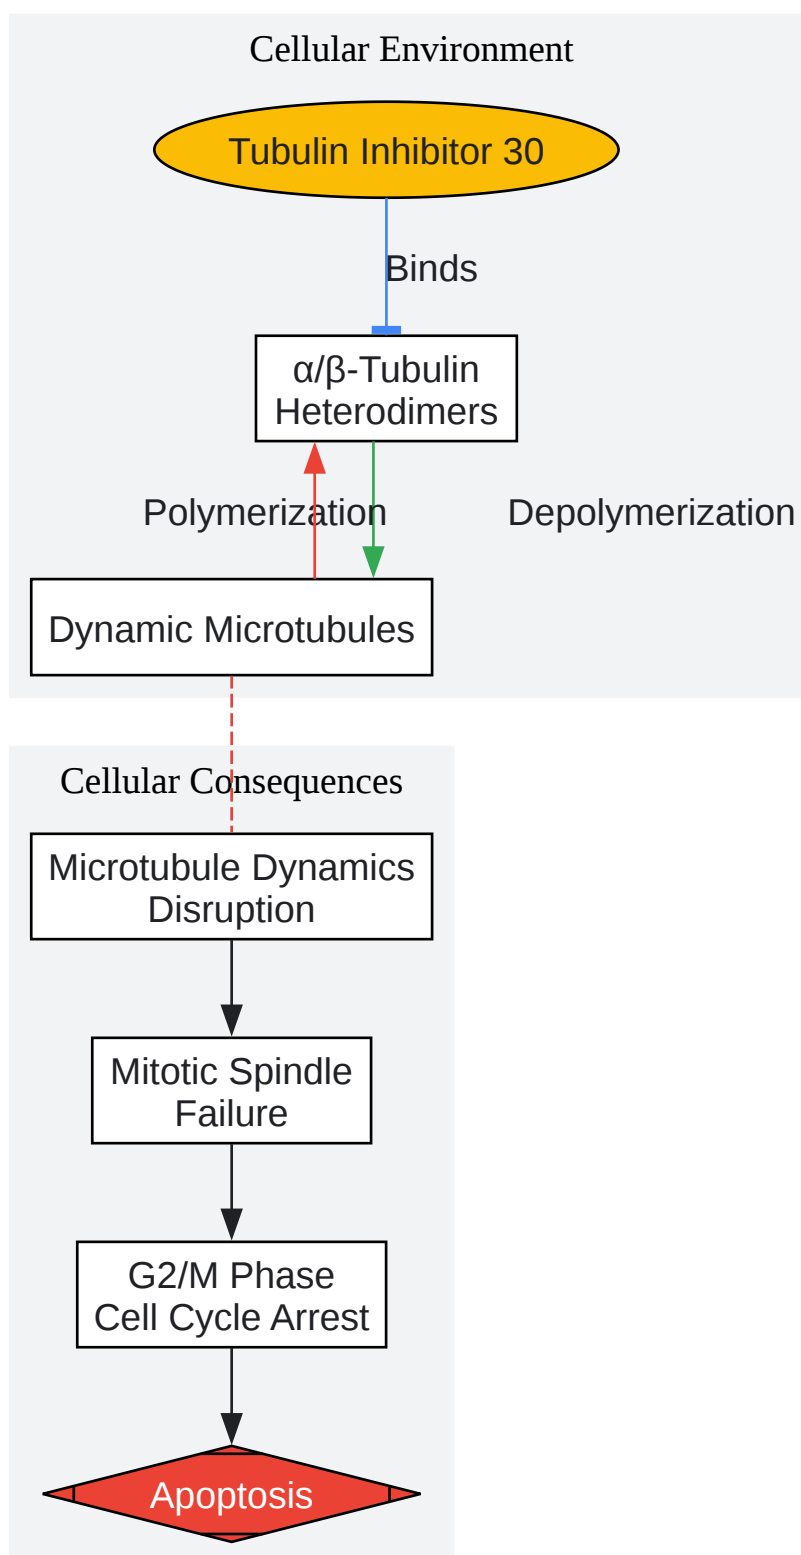 Cellular Environment
Tubulin Inhibitor 30
Binds
α/β-Tubulin
Heterodimers
Polymerization
Depolymerization
Dynamic Microtubules
Cellular Consequences
Microtubule Dynamics
Disruption
Mitotic Spindle
Failure
G2/M Phase
Cell Cycle Arrest
Apoptosis